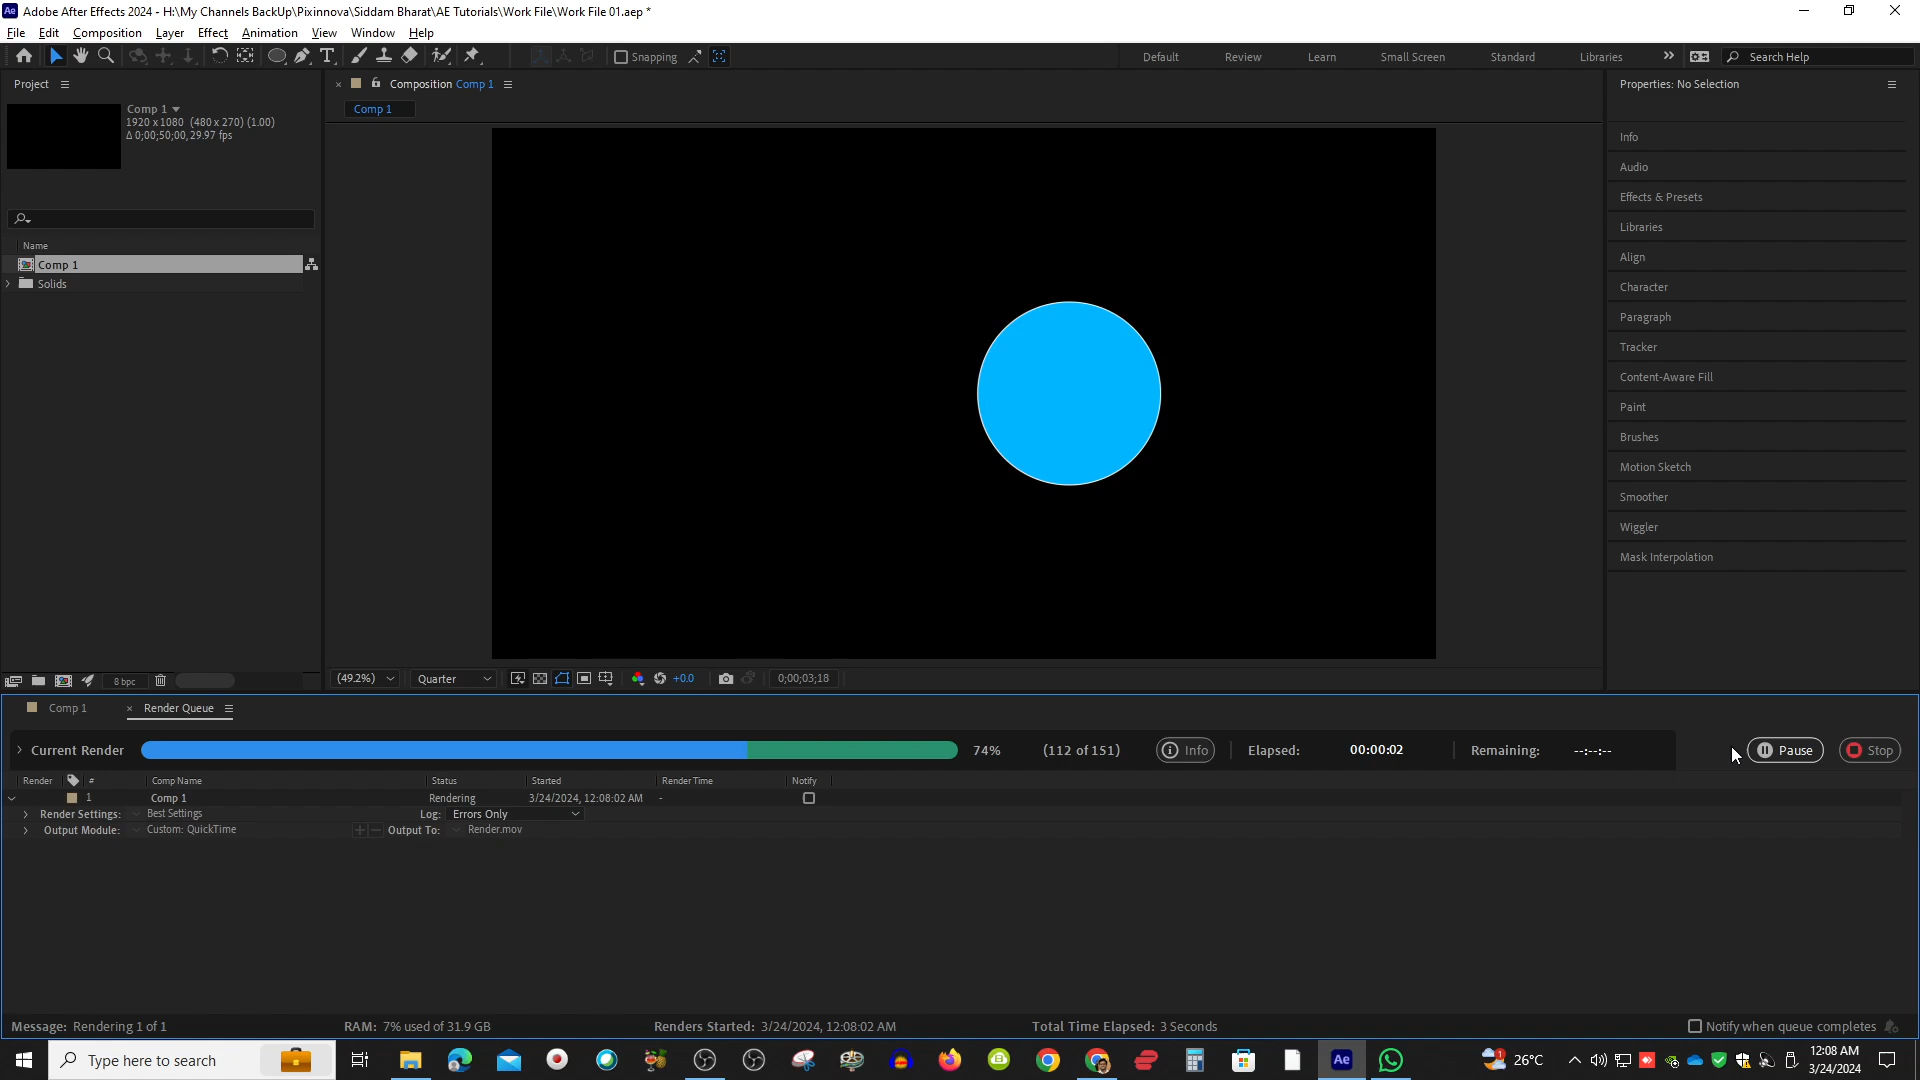 Ae Adobe After Effects 2024 - H:\My Channels BackUp\Pixinnova\Siddam Bharat\AE Tutorials\Work File\Work File 01.aep *
File Edit Composition Layer Effect Animation View Window Help
Snapping Default Review Learn Small Screen Standard Libraries Search Help
Project
Composition Comp 1
Properties: No Selection
Comp 1
Comp 1
1920 x 1080 (480 x 270) (1.00)
Δ 0;00;50;00, 29.97 fps
Name
Comp 1
Solids
Info
Audio
Effects & Presets
Libraries
Align
Character
Paragraph
Tracker
Content-Aware Fill
Paint
Brushes
Motion Sketch
Smoother
Wiggler
Mask Interpolation
8 bpc
(49.2%) Quarter +0.0 0;00;03;18
Comp 1 × Render Queue
Current Render 74% (112 of 151) Info Elapsed: 00:00:02 Remaining: --:--:-- Pause Stop
Render # Comp Name Status Started Render Time Notify
1 Comp 1 Rendering 3/24/2024, 12:08:02 AM -
Render Settings: Best Settings Log: Errors Only
Output Module: Custom: QuickTime Output To: Render.mov
Message: Rendering 1 of 1 RAM: 7% used of 31.9 GB Renders Started: 3/24/2024, 12:08:02 AM Total Time Elapsed: 3 Seconds Notify when queue completes
Type here to search Ae 1 26°C 12:08 AM
3/24/2024